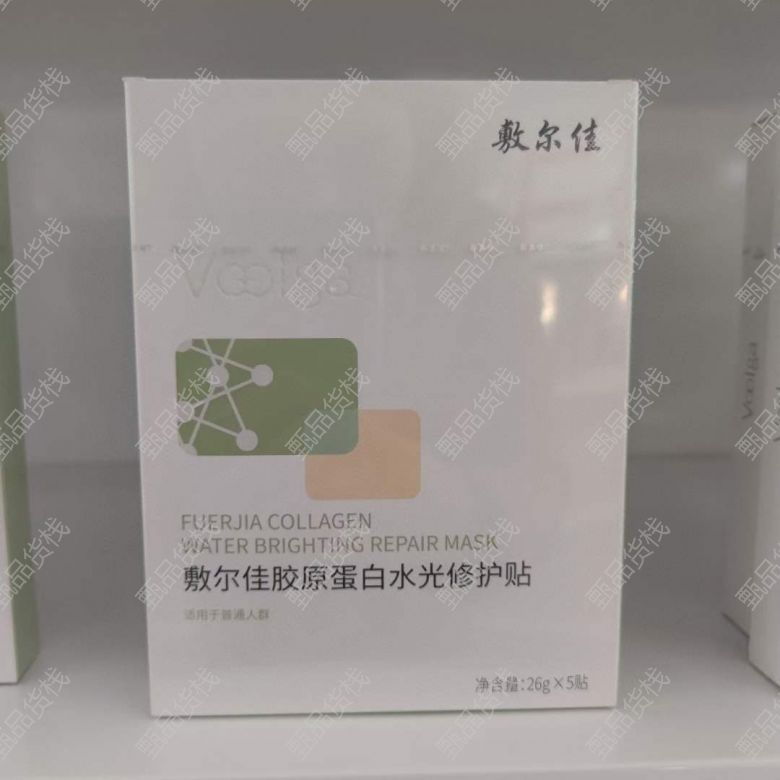 敷尔佳
Voolga
FUERJIA COLLAGEN
WATER BRIGHTING REPAIR MASK
敷尔佳胶原蛋白水光修护贴
适用于普通人群
净含量:26g×5贴
Voolga
甄品货栈